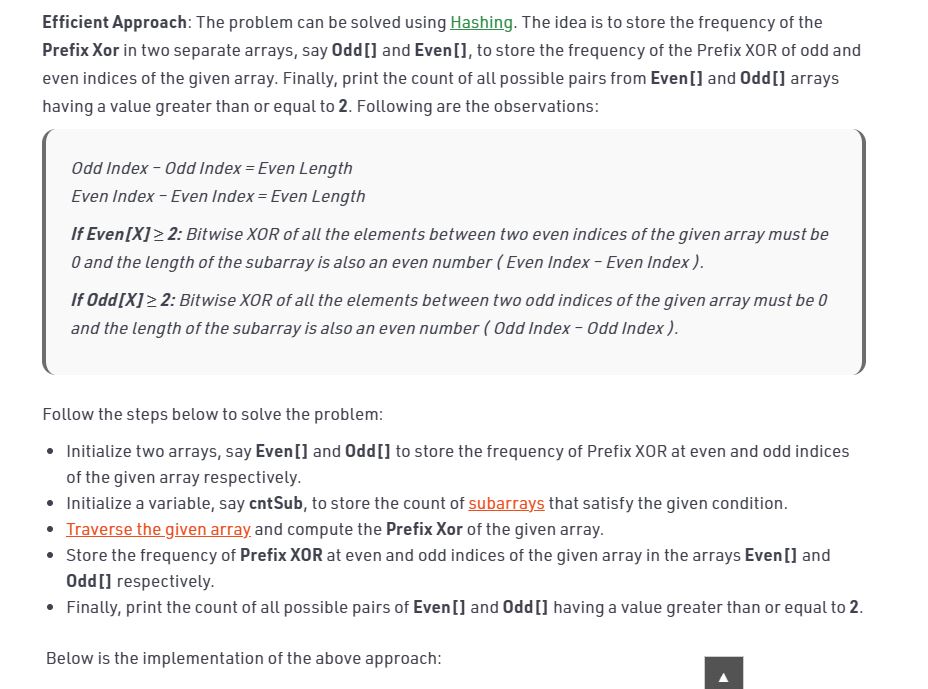 Efficient Approach: The problem can be solved using Hashing. The idea is to store the frequency of the
Prefix Xor in two separate arrays, say Odd[] and Even[], to store the frequency of the Prefix XOR of odd and
even indices of the given array. Finally, print the count of all possible pairs from Even[] and Odd[] arrays
having a value greater than or equal to 2. Following are the observations:
Odd Index – Odd Index = Even Length
Even Index – Even Index = Even Length
If Even[X] ≥ 2: Bitwise XOR of all the elements between two even indices of the given array must be
0 and the length of the subarray is also an even number ( Even Index – Even Index ).
If Odd[X] ≥ 2: Bitwise XOR of all the elements between two odd indices of the given array must be 0
and the length of the subarray is also an even number ( Odd Index – Odd Index ).
Follow the steps below to solve the problem:
• Initialize two arrays, say Even[] and Odd[] to store the frequency of Prefix XOR at even and odd indices
of the given array respectively.
• Initialize a variable, say cntSub, to store the count of subarrays that satisfy the given condition.
• Traverse the given array and compute the Prefix Xor of the given array.
• Store the frequency of Prefix XOR at even and odd indices of the given array in the arrays Even[] and
Odd[] respectively.
• Finally, print the count of all possible pairs of Even[] and Odd[] having a value greater than or equal to 2.
Below is the implementation of the above approach: